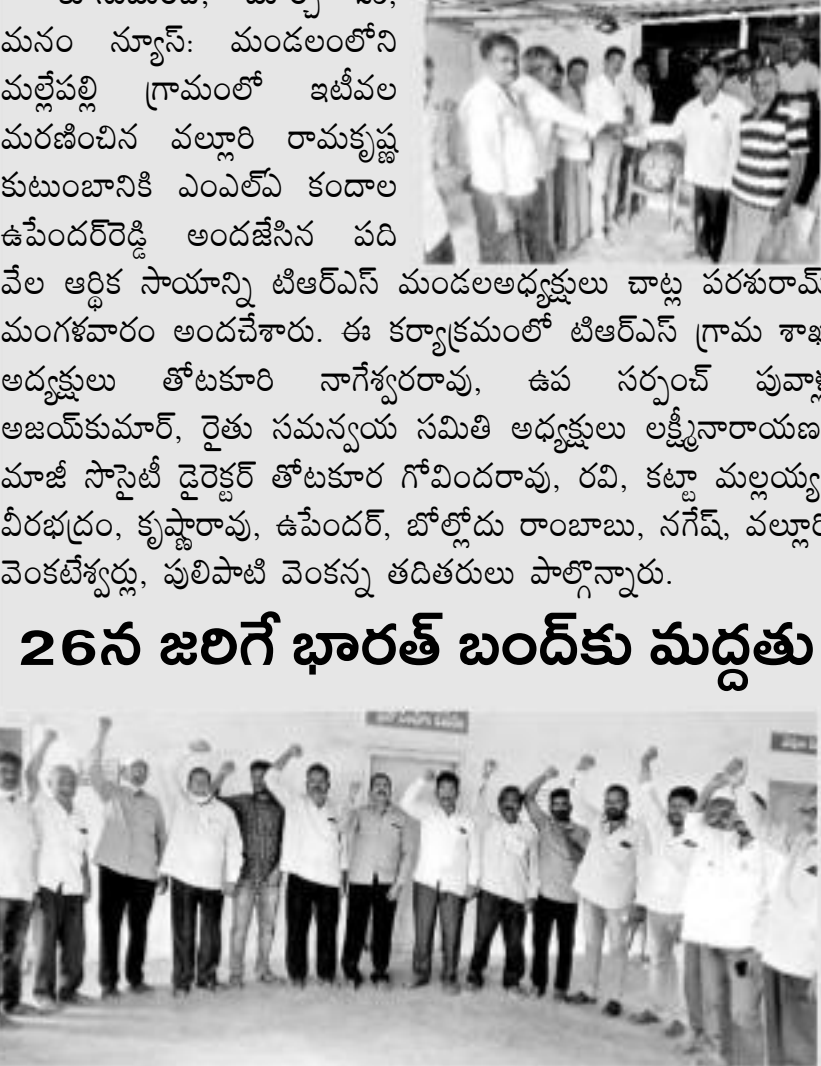 మనం న్యూస్: మండలంలోని
మల్లేపల్లి గ్రామంలో ఇటీవల
మరణించిన వల్లూరి రామకృష్ణ
కుటుంబానికి ఎంఎల్ఏ కందాల
ఉపేందర్‌రెడ్డి అందజేసిన పది
వేల ఆర్థిక సాయాన్ని టిఆర్ఎస్ మండలఅధ్యక్షులు చాట్ల పరశురామ్
మంగళవారం అందచేశారు. ఈ కర్యాక్రమంలో టిఆర్ఎస్ గ్రామ శాఖ
అద్యక్షులు తోటకూరి నాగేశ్వరరావు, ఉప సర్పంచ్ పువాళ్ల
అజయ్‌కుమార్, రైతు సమన్వయ సమితి అధ్యక్షులు లక్ష్మీనారాయణ
మాజీ సొసైటీ డైరెక్టర్ తోటకూర గోవిందరావు, రవి, కట్టా మల్లయ్య
వీరభద్రం, కృష్ణారావు, ఉపేందర్, బోల్లోదు రాంబాబు, నగేష్, వల్లూరి
వెంకటేశ్వర్లు, పులిపాటి వెంకన్న తదితరులు పాల్గొన్నారు.
26న జరిగే భారత్ బంద్‌కు మద్దతు